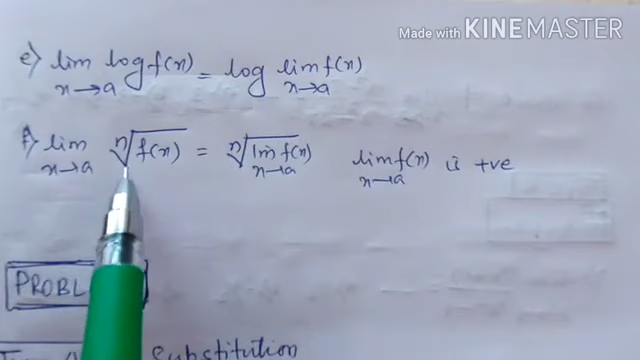 Made with KINEMASTER
e) lim x→a log f(x) = log lim x→a f(x)
f) lim x→a ⁿ√f(x) = ⁿ√lim x→a f(x) lim x→a f(x) is +ve
PROBL
Substitution